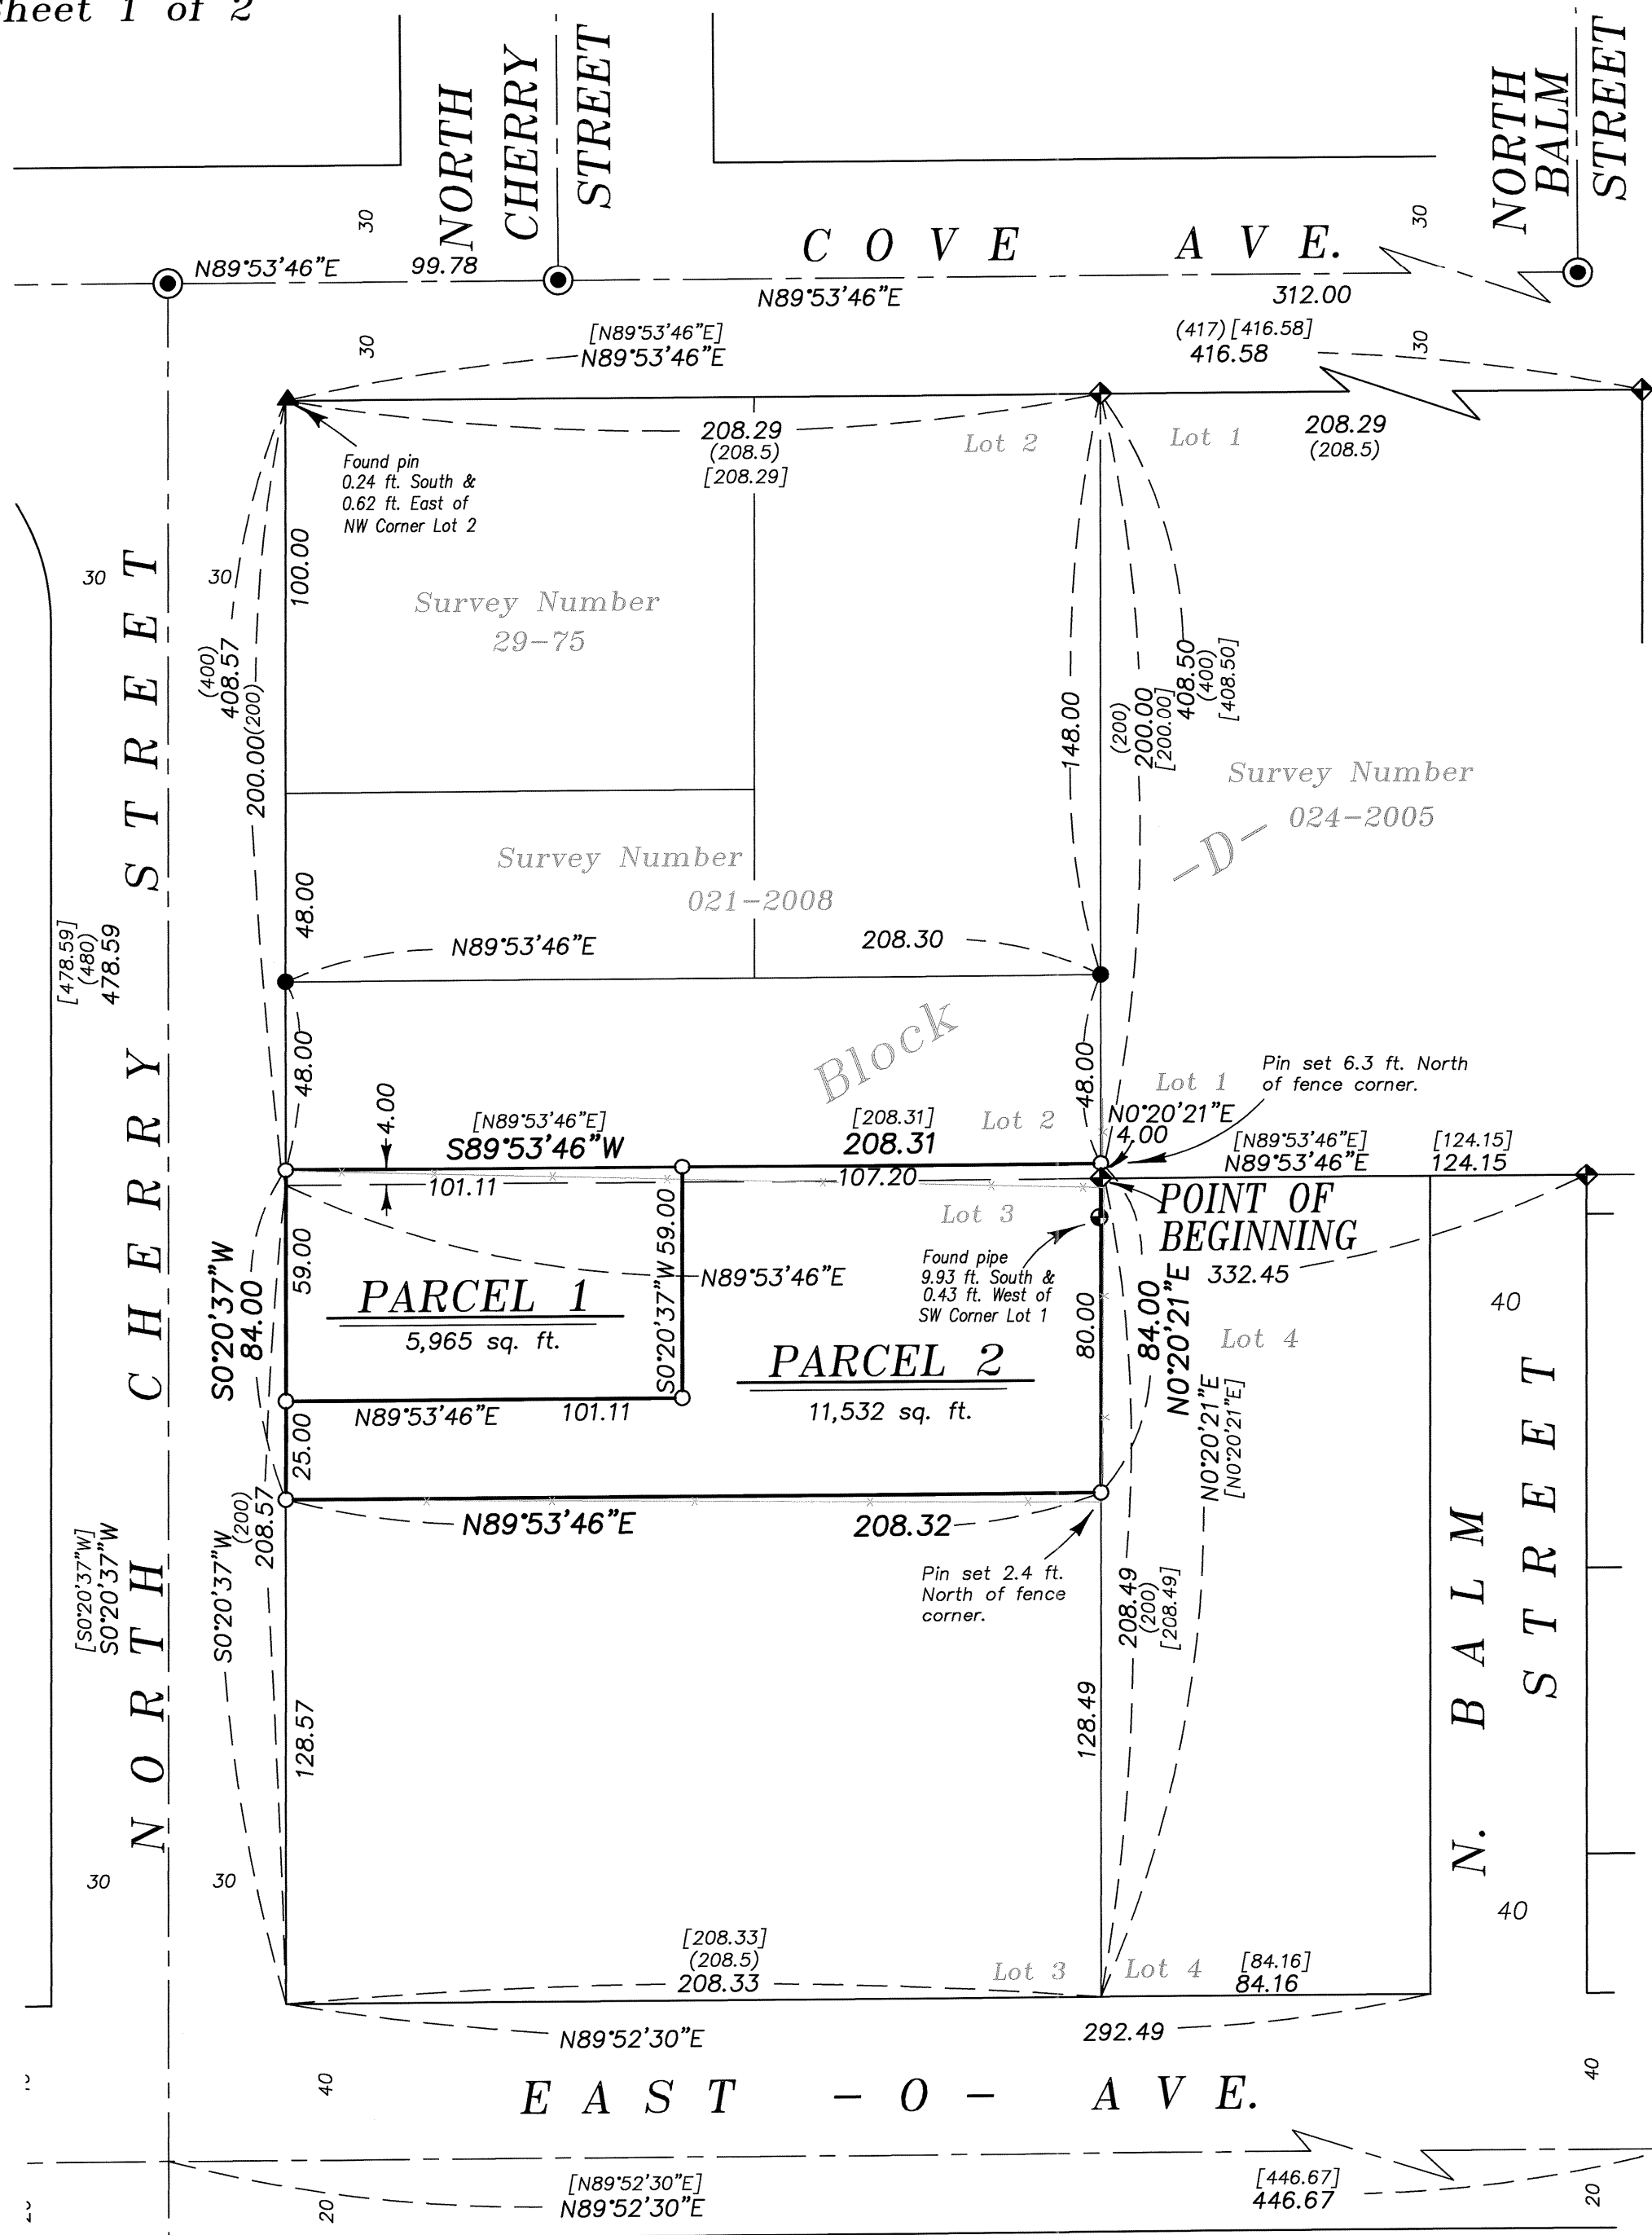 Sheet 1 of 2
NORTH
CHERRY
STREET
NORTH
BALM
STREET
30
30
COVE AVE.
N89°53'46"E
99.78
N89°53'46"E
312.00
[N89°53'46"E]
N89°53'46"E
(417)[416.58]
416.58
30
30
208.29
(208.5)
[208.29]
Lot 2
Lot 1
208.29
(208.5)
Found pin
0.24 ft. South &
0.62 ft. East of
NW Corner Lot 2
100.00
30
30
Survey Number
29-75
(400)
408.57
200.00(200)
148.00
(200)
200.00
[200.00]
408.50
(400)
[408.50]
Survey Number
024-2005
-D-
Survey Number
021-2008
48.00
[478.59]
(480)
478.59
N89°53'46"E
208.30
Block
48.00
48.00
4.00
Lot 1
Pin set 6.3 ft. North
of fence corner.
[N89°53'46"E]
S89°53'46"W
[208.31]
208.31
Lot 2
N0°20'21"E
4.00
[N89°53'46"E]
N89°53'46"E
[124.15]
124.15
101.11
107.20
Lot 3
POINT OF
BEGINNING
332.45
S0°20'37"W
84.00
59.00
S0°20'37"W 59.00
N89°53'46"E
Found pipe
9.93 ft. South &
0.43 ft. West of
SW Corner Lot 1
PARCEL 1
5,965 sq. ft.
PARCEL 2
11,532 sq. ft.
80.00
84.00
N0°20'21"E
Lot 4
40
N0°20'21"E
[N0°20'21"E]
N89°53'46"E
101.11
25.00
N89°53'46"E
208.32
Pin set 2.4 ft.
North of fence
corner.
[S0°20'37"W]
S0°20'37"W
S0°20'37"W
(200)
208.57
208.49
(200)
[208.49]
128.57
128.49
NORTH CHERRY STREET
N. BALM
STREET
30
30
40
[208.33]
(208.5)
208.33
Lot 3
Lot 4
[84.16]
84.16
N89°52'30"E
292.49
40
EAST -O- AVE.
40
[N89°52'30"E]
N89°52'30"E
[446.67]
446.67
20
20